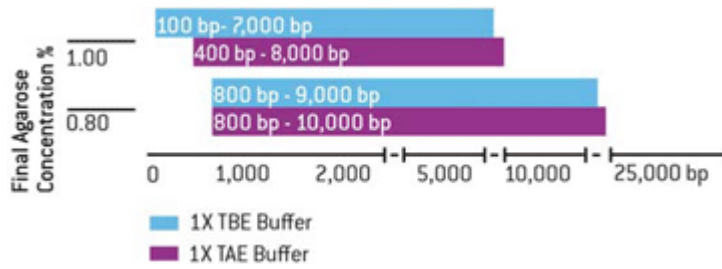 Final Agarose
Concentration %
1.00
0.80
100 bp- 7,000 bp
400 bp - 8,000 bp
800 bp - 9,000 bp
800 bp - 10,000 bp
0 1,000 2,000 5,000 10,000 25,000 bp
1X TBE Buffer
1X TAE Buffer